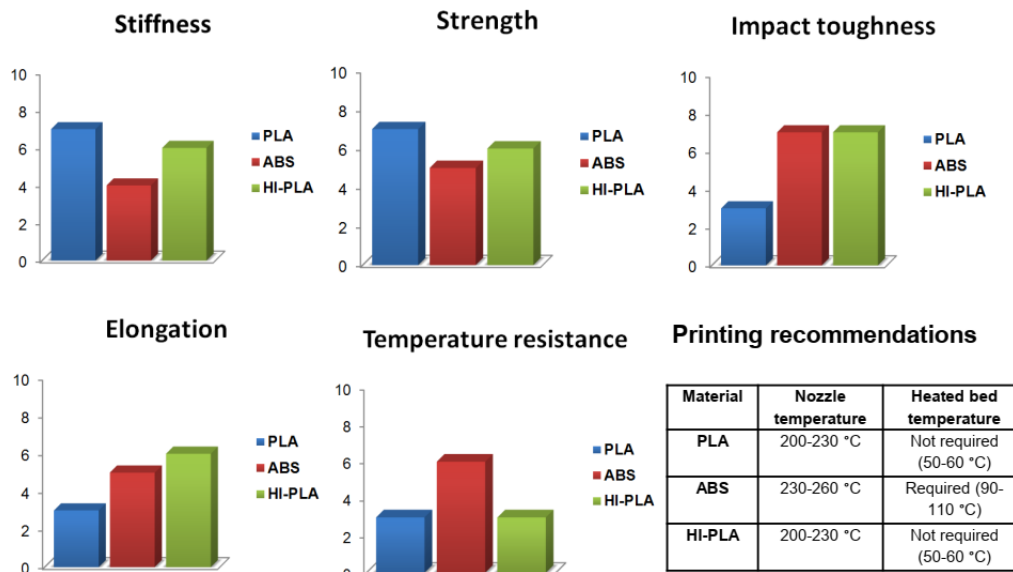 Stiffness
10
8
6
4
2
0
PLA
ABS
HI-PLA
Strength
10
8
6
4
2
0
PLA
ABS
HI-PLA
Impact toughness
10
8
6
4
2
0
PLA
ABS
HI-PLA
Elongation
10
8
6
4
2
0
PLA
ABS
HI-PLA
Temperature resistance
10
8
6
4
2
0
PLA
ABS
HI-PLA
Printing recommendations
Material Nozzle temperature Heated bed temperature
PLA 200-230 °C Not required (50-60 °C)
ABS 230-260 °C Required (90-110 °C)
HI-PLA 200-230 °C Not required (50-60 °C)